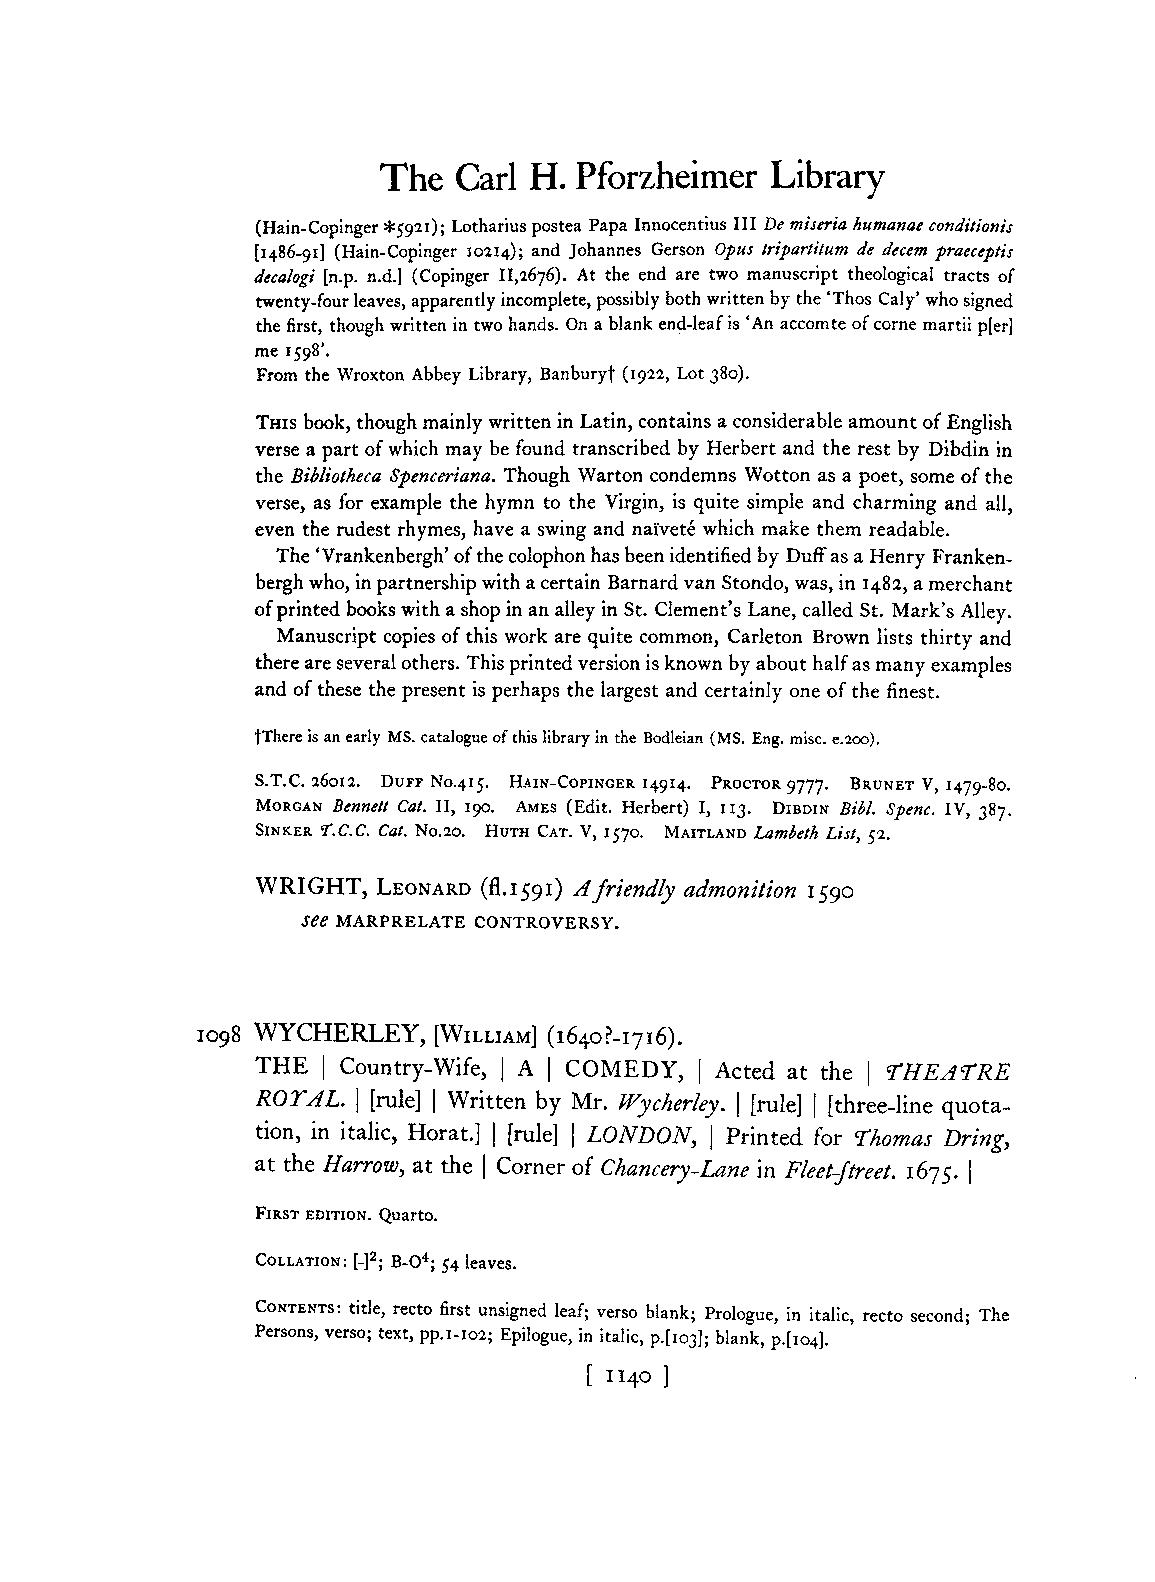 The Carl H. Pforzheimer Library
(Hain-Copinger *5921); Lotharius postea Papa Innocentius III De miseria humanae conditionis
[1486-91] (Hain-Copinger 10214); and Johannes Gerson Opus tripartitum de decem praeceptis
decalogi [n.p. n.d.] (Copinger II,2676). At the end are two manuscript theological tracts of
twenty-four leaves, apparently incomplete, possibly both written by the ‘Thos Caly’ who signed
the first, though written in two hands. On a blank end-leaf is ‘An accomte of corne martii p[er]
me 1598’.
From the Wroxton Abbey Library, Banbury† (1922, Lot 380).
THIS book, though mainly written in Latin, contains a considerable amount of English
verse a part of which may be found transcribed by Herbert and the rest by Dibdin in
the Bibliotheca Spenceriana. Though Warton condemns Wotton as a poet, some of the
verse, as for example the hymn to the Virgin, is quite simple and charming and all,
even the rudest rhymes, have a swing and naïveté which make them readable.
The ‘Vrankenbergh’ of the colophon has been identified by Duff as a Henry Franken-
bergh who, in partnership with a certain Barnard van Stondo, was, in 1482, a merchant
of printed books with a shop in an alley in St. Clement’s Lane, called St. Mark’s Alley.
Manuscript copies of this work are quite common, Carleton Brown lists thirty and
there are several others. This printed version is known by about half as many examples
and of these the present is perhaps the largest and certainly one of the finest.
†There is an early MS. catalogue of this library in the Bodleian (MS. Eng. misc. e.200).
S.T.C. 26012. DUFF No.415. HAIN-COPINGER 14914. PROCTOR 9777. BRUNET V, 1479-80.
MORGAN Bennett Cat. II, 190. AMES (Edit. Herbert) I, 113. DIBDIN Bibl. Spenc. IV, 387.
SINKER T.C.C. Cat. No.20. HUTH CAT. V, 1570. MAITLAND Lambeth List, 52.
WRIGHT, LEONARD (fl.1591) A friendly admonition 1590
see MARPRELATE CONTROVERSY.
1098 WYCHERLEY, [WILLIAM] (1640?-1716).
THE | Country-Wife, | A | COMEDY, | Acted at the | THEATRE
ROYAL. | [rule] | Written by Mr. Wycherley. | [rule] | [three-line quota-
tion, in italic, Horat.] | [rule] | LONDON, | Printed for Thomas Dring,
at the Harrow, at the | Corner of Chancery-Lane in Fleet-ſtreet. 1675. |
FIRST EDITION. Quarto.
COLLATION: [-]²; B-O⁴; 54 leaves.
CONTENTS: title, recto first unsigned leaf; verso blank; Prologue, in italic, recto second; The
Persons, verso; text, pp.1-102; Epilogue, in italic, p.[103]; blank, p.[104].
[ 1140 ]